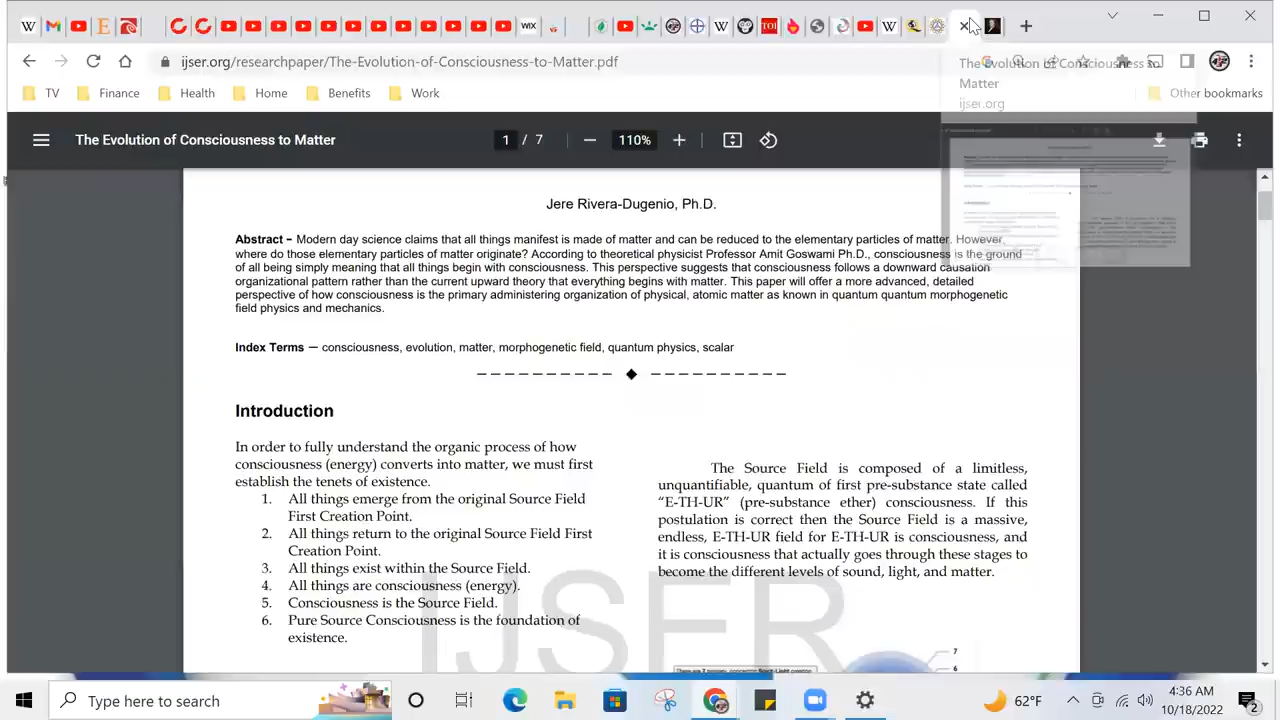 WIX
TOI
ijser.org/researchpaper/The-Evolution-of-Consciousness-to-Matter.pdf
The Evolution of Consciousness to
Matter
ijser.org
TV
Finance
Health
Home
Benefits
Work
Other bookmarks
The Evolution of Consciousness to Matter
1 / 7
110%
Jere Rivera-Dugenio, Ph.D.
Abstract – Modern day science claims that all things manifest is made of matter and can be reduced to the elementary particles of matter. However,
where do those elementary particles of matter originate? According to theoretical physicist Professor Amit Goswami Ph.D., consciousness is the ground
of all being simply meaning that all things begin with consciousness. This perspective suggests that consciousness follows a downward causation
organizational pattern rather than the current upward theory that everything begins with matter. This paper will offer a more advanced, detailed
perspective of how consciousness is the primary administering organization of physical, atomic matter as known in quantum quantum morphogenetic
field physics and mechanics.
Index Terms — consciousness, evolution, matter, morphogenetic field, quantum physics, scalar
Introduction
In order to fully understand the organic process of how
consciousness (energy) converts into matter, we must first
establish the tenets of existence.
1. All things emerge from the original Source Field
First Creation Point.
2. All things return to the original Source Field First
Creation Point.
3. All things exist within the Source Field.
4. All things are consciousness (energy).
5. Consciousness is the Source Field.
6. Pure Source Consciousness is the foundation of
existence.
The Source Field is composed of a limitless,
unquantifiable, quantum of first pre-substance state called
“E-TH-UR” (pre-substance ether) consciousness. If this
postulation is correct then the Source Field is a massive,
endless, E-TH-UR field for E-TH-UR is consciousness, and
it is consciousness that actually goes through these stages to
become the different levels of sound, light, and matter.
IJSER
7
6
Type here to search
62°F
4:36 AM
10/18/2022
2